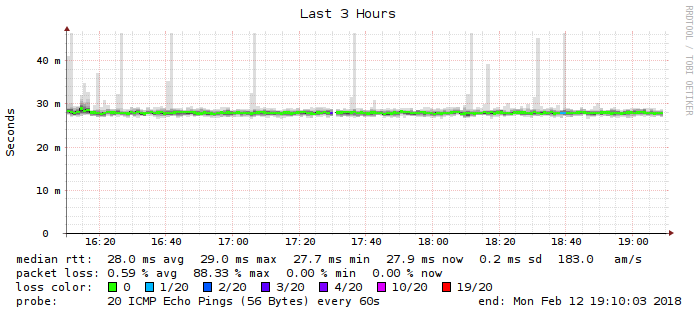 Last 3 Hours
RRDTOOL / TOBI OETIKER
Seconds
40 m
30 m
20 m
10 m
0
16:20 16:40 17:00 17:20 17:40 18:00 18:20 18:40 19:00
median rtt: 28.0 ms avg 29.0 ms max 27.7 ms min 27.9 ms now 0.2 ms sd 183.0 am/s
packet loss: 0.59 % avg 88.33 % max 0.00 % min 0.00 % now
loss color: 0 1/20 2/20 3/20 4/20 10/20 19/20
probe: 20 ICMP Echo Pings (56 Bytes) every 60s end: Mon Feb 12 19:10:03 2018